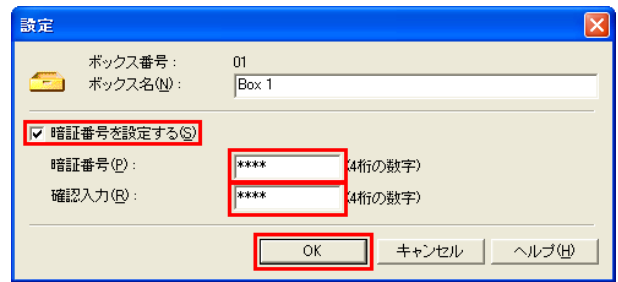 設定
ボックス番号： 01
ボックス名(N)： Box 1
暗証番号を設定する(S)
暗証番号(P)： **** (4桁の数字)
確認入力(R)： **** (4桁の数字)
OK キャンセル ヘルプ(H)